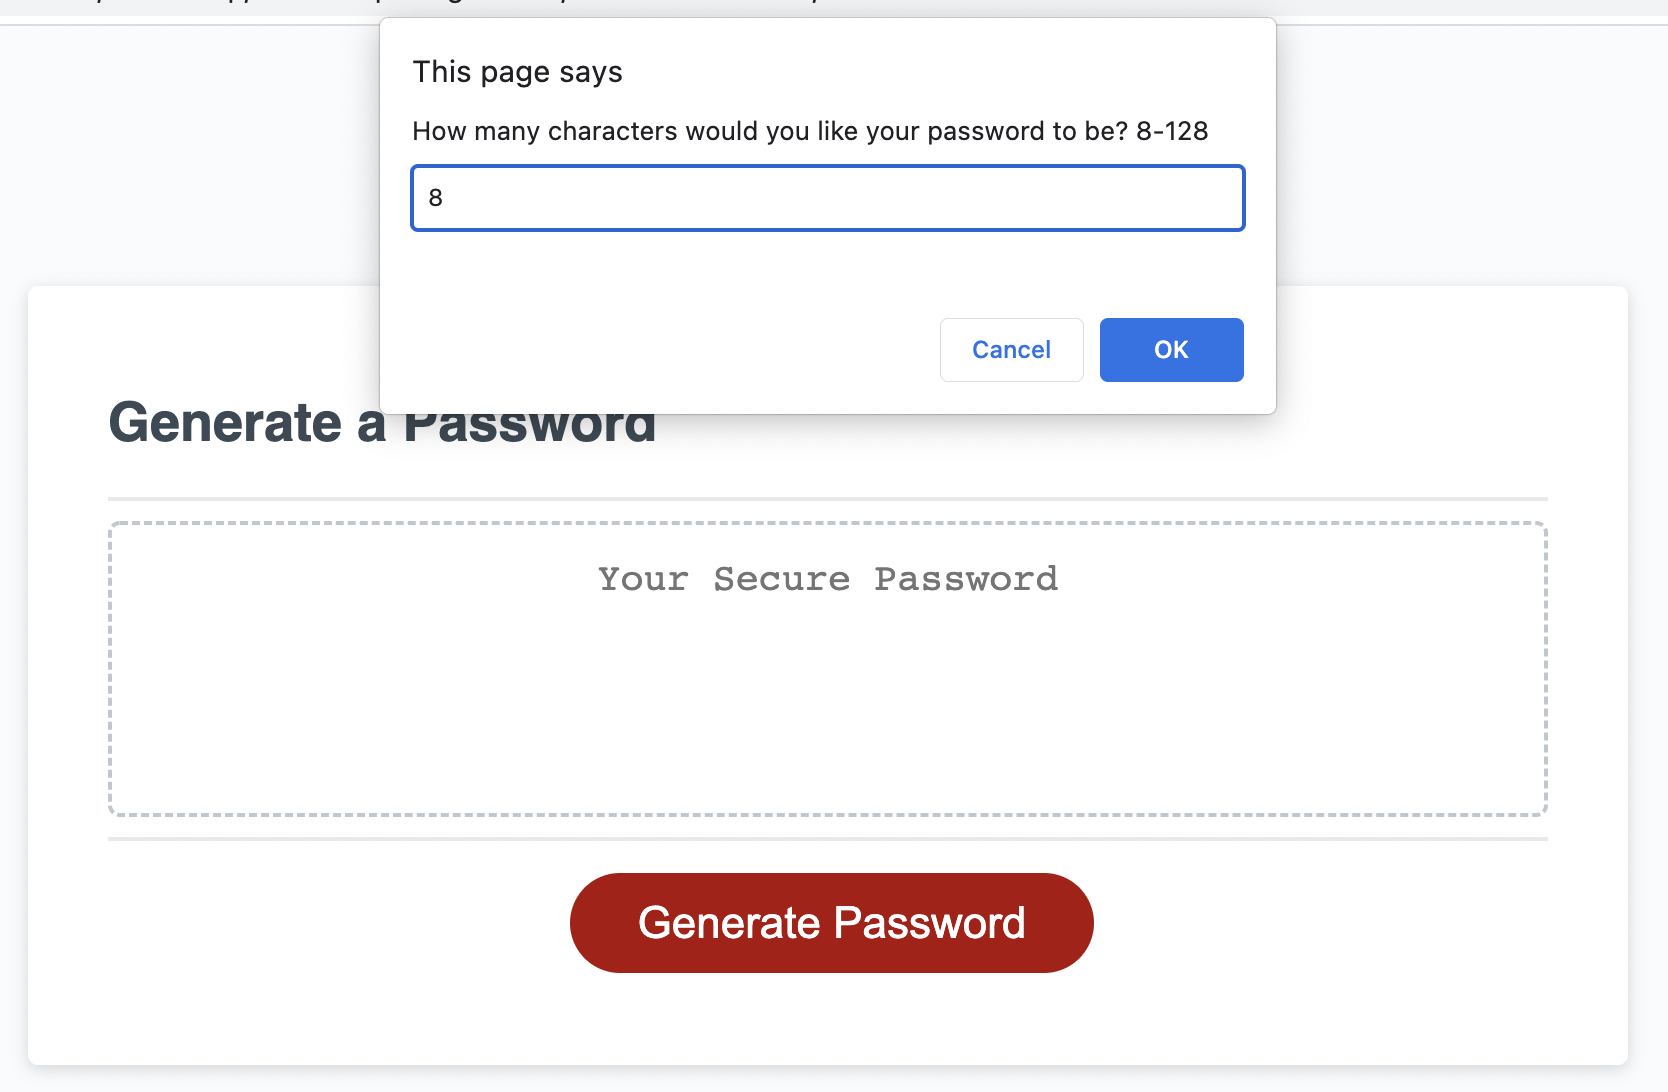 This page says
How many characters would you like your password to be? 8-128
8
Cancel
OK
Generate a Password
Your Secure Password
Generate Password